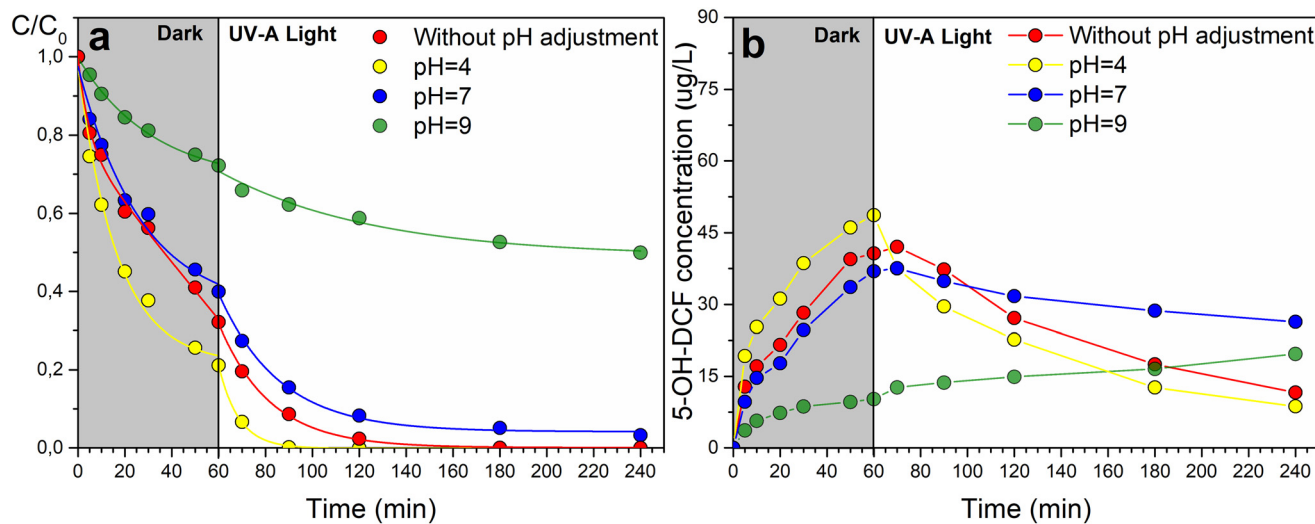 C/C0
a
Dark
UV-A Light
Without pH adjustment
pH=4
pH=7
pH=9
1,0
0,8
0,6
0,4
0,2
0,0
0 20 40 60 80 100 120 140 160 180 200 220 240
Time (min)
b
Dark
UV-A Light
Without pH adjustment
pH=4
pH=7
pH=9
5-OH-DCF concentration (ug/L)
90
75
60
45
30
15
0
0 20 40 60 80 100 120 140 160 180 200 220 240
Time (min)